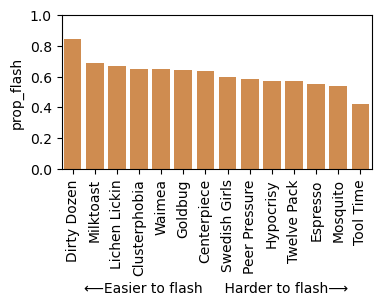 prop_flash
1.0
0.8
0.6
0.4
0.2
0.0
Dirty Dozen
Milktoast
Lichen Lickin
Clusterphobia
Waimea
Goldbug
Centerpiece
Swedish Girls
Peer Pressure
Hypocrisy
Twelve Pack
Espresso
Mosquito
Tool Time
⟵Easier to flash     Harder to flash⟶